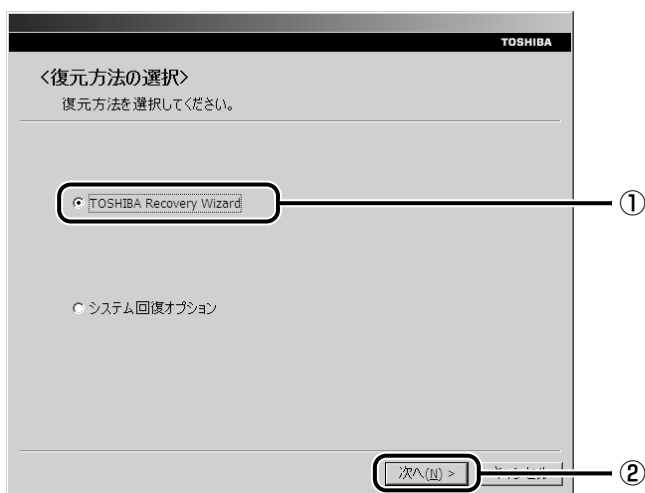 TOSHIBA
<復元方法の選択>
復元方法を選択してください。
TOSHIBA Recovery Wizard
①
システム回復オプション
次へ(N) >
②